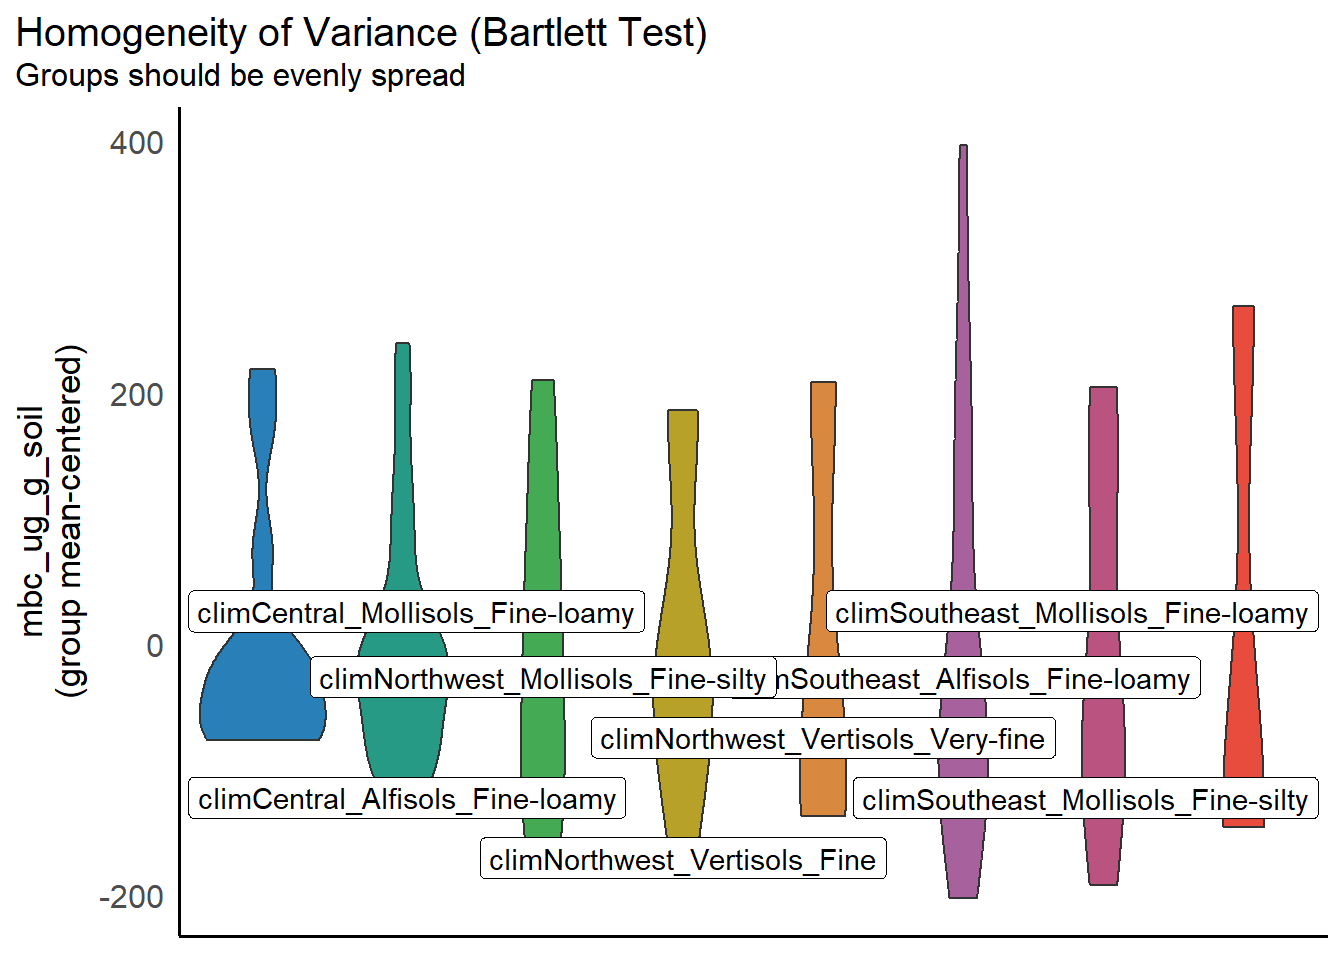 Homogeneity of Variance (Bartlett Test)
Groups should be evenly spread
400
200
0
-200
mbc_ug_g_soil
(group mean-centered)
climCentral_Mollisols_Fine-loamy
climSoutheast_Mollisols_Fine-loamy
climNorthwest_Mollisols_Fine-silty
mSoutheast_Alfisols_Fine-loamy
climNorthwest_Vertisols_Very-fine
climCentral_Alfisols_Fine-loamy
climSoutheast_Mollisols_Fine-silty
climNorthwest_Vertisols_Fine